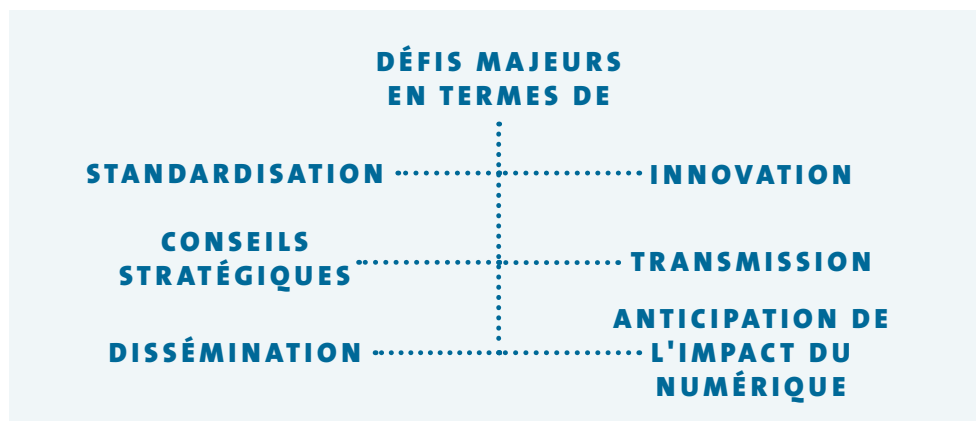 DÉFIS MAJEURS
EN TERMES DE
STANDARDISATION
INNOVATION
CONSEILS
STRATÉGIQUES
TRANSMISSION
DISSÉMINATION
ANTICIPATION DE
L'IMPACT DU
NUMÉRIQUE